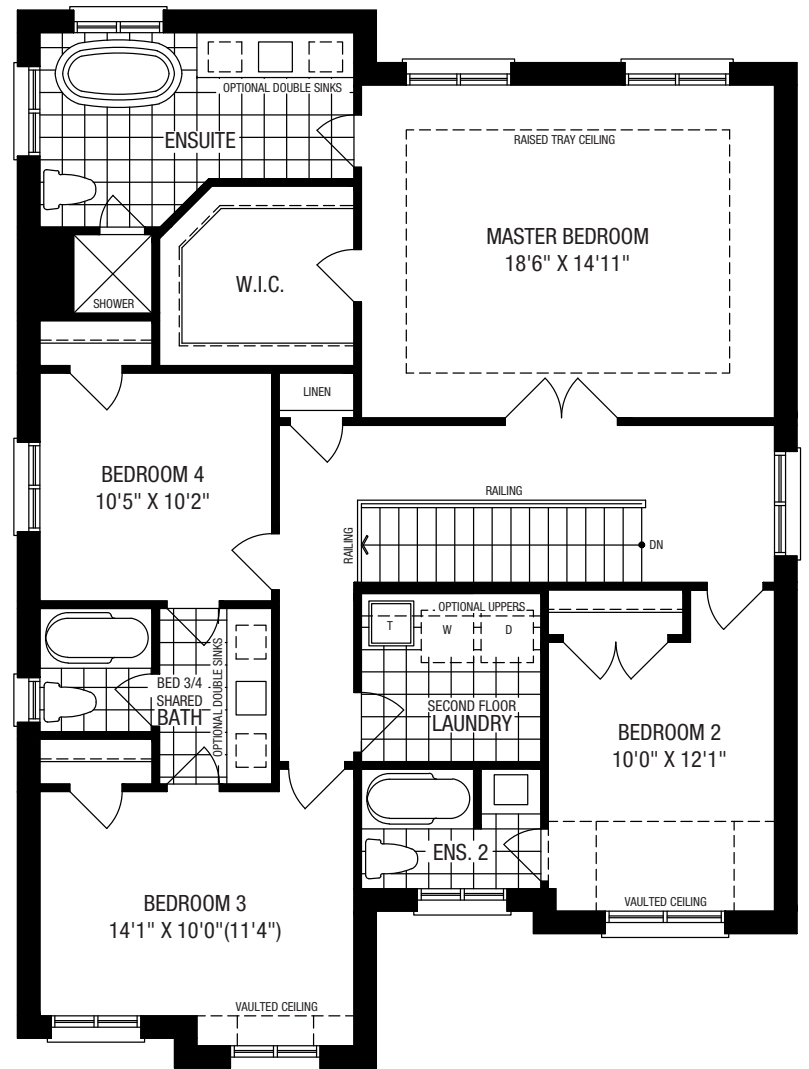 OPTIONAL DOUBLE SINKS
ENSUITE
RAISED TRAY CEILING
MASTER BEDROOM
18'6" X 14'11"
W.I.C.
SHOWER
LINEN
BEDROOM 4
10'5" X 10'2"
RAILING
RAILING
DN
OPTIONAL UPPERS
T
W
D
OPTIONAL DOUBLE SINKS
BED 3/4
SHARED
BATH
SECOND FLOOR
LAUNDRY
BEDROOM 2
10'0" X 12'1"
ENS. 2
BEDROOM 3
14'1" X 10'0"(11'4")
VAULTED CEILING
VAULTED CEILING